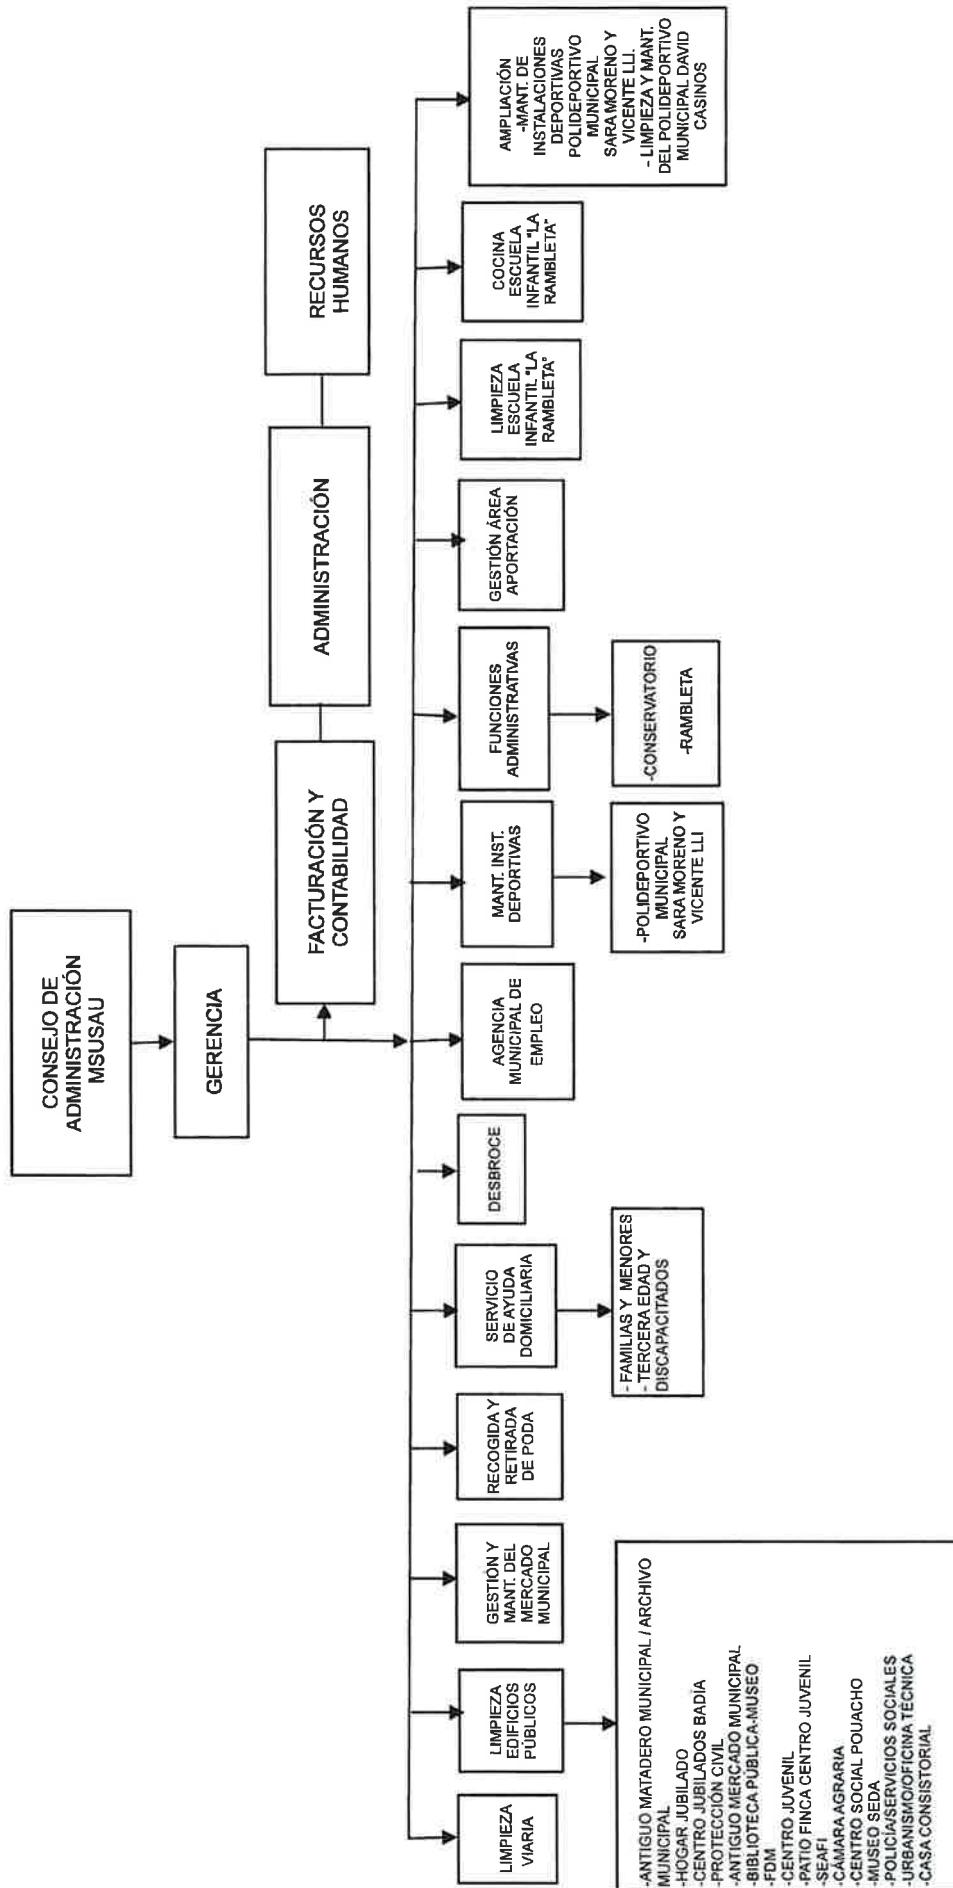 CONSEJO DE
ADMINISTRACIÓN
MSUSAU
GERENCIA
FACTURACIÓN Y
CONTABILIDAD
ADMINISTRACIÓN
RECURSOS
HUMANOS
LIMPIEZA
VIARIA
LIMPIEZA
EDIFICIOS
PÚBLICOS
GESTIÓN Y
MANT. DEL
MERCADO
MUNICIPAL
RECOGIDA Y
RETIRADA
DE PODA
SERVICIO
DE AYUDA
DOMICILIARIA
DESBROCE
AGENCIA
MUNICIPAL DE
EMPLEO
MANT. INST.
DEPORTIVAS
FUNCIONES
ADMINISTRATIVAS
GESTIÓN ÁREA
APORTACIÓN
LIMPIEZA
ESCUELA
INFANTIL "LA
RAMBLETA"
COCINA
ESCUELA
INFANTIL "LA
RAMBLETA"
AMPLIACIÓN
-MANT. DE
INSTALACIONES
DEPORTIVAS
POLIDEPORTIVO
MUNICIPAL
SARA MORENO Y
VICENTE LLI.
- LIMPIEZA Y MANT.
DEL POLIDEPORTIVO
MUNICIPAL DAVID
CASINOS
-ANTIGUO MATADERO MUNICIPAL / ARCHIVO
MUNICIPAL
-HOGAR JUBILADO
-CENTRO JUBILADOS BADÍA
-PROTECCIÓN CIVIL
-ANTIGUO MERCADO MUNICIPAL
-BIBLIOTECA PÚBLICA-MUSEO
-FDM
-CENTRO JUVENIL
-PATIO FINCA CENTRO JUVENIL
-SEAFI
-CÁMARA AGRARIA
-CENTRO SOCIAL POUACHO
-MUSEO SEDA
-POLICÍA/SERVICIOS SOCIALES
-URBANISMO/OFICINA TÉCNICA
-CASA CONSISTORIAL
- FAMILIAS Y MENORES
- TERCERA EDAD Y
DISCAPACITADOS
-POLIDEPORTIVO
MUNICIPAL
SARA MORENO Y
VICENTE LLI
-CONSERVATORIO
-RAMBLETA